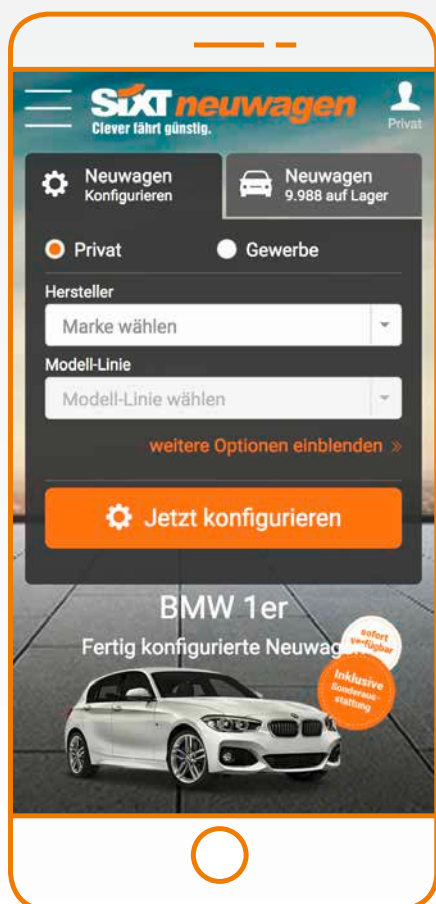 SiXT neuwagen
Clever fährt günstig.
Privat
Neuwagen
Konfigurieren
Neuwagen
9.988 auf Lager
Privat
Gewerbe
Hersteller
Marke wählen
Modell-Linie
Modell-Linie wählen
weitere Optionen einblenden »
Jetzt konfigurieren
BMW 1er
Fertig konfigurierte Neuwag
sofort
verfügbar
Inklusive
Sonderaus-
stattung